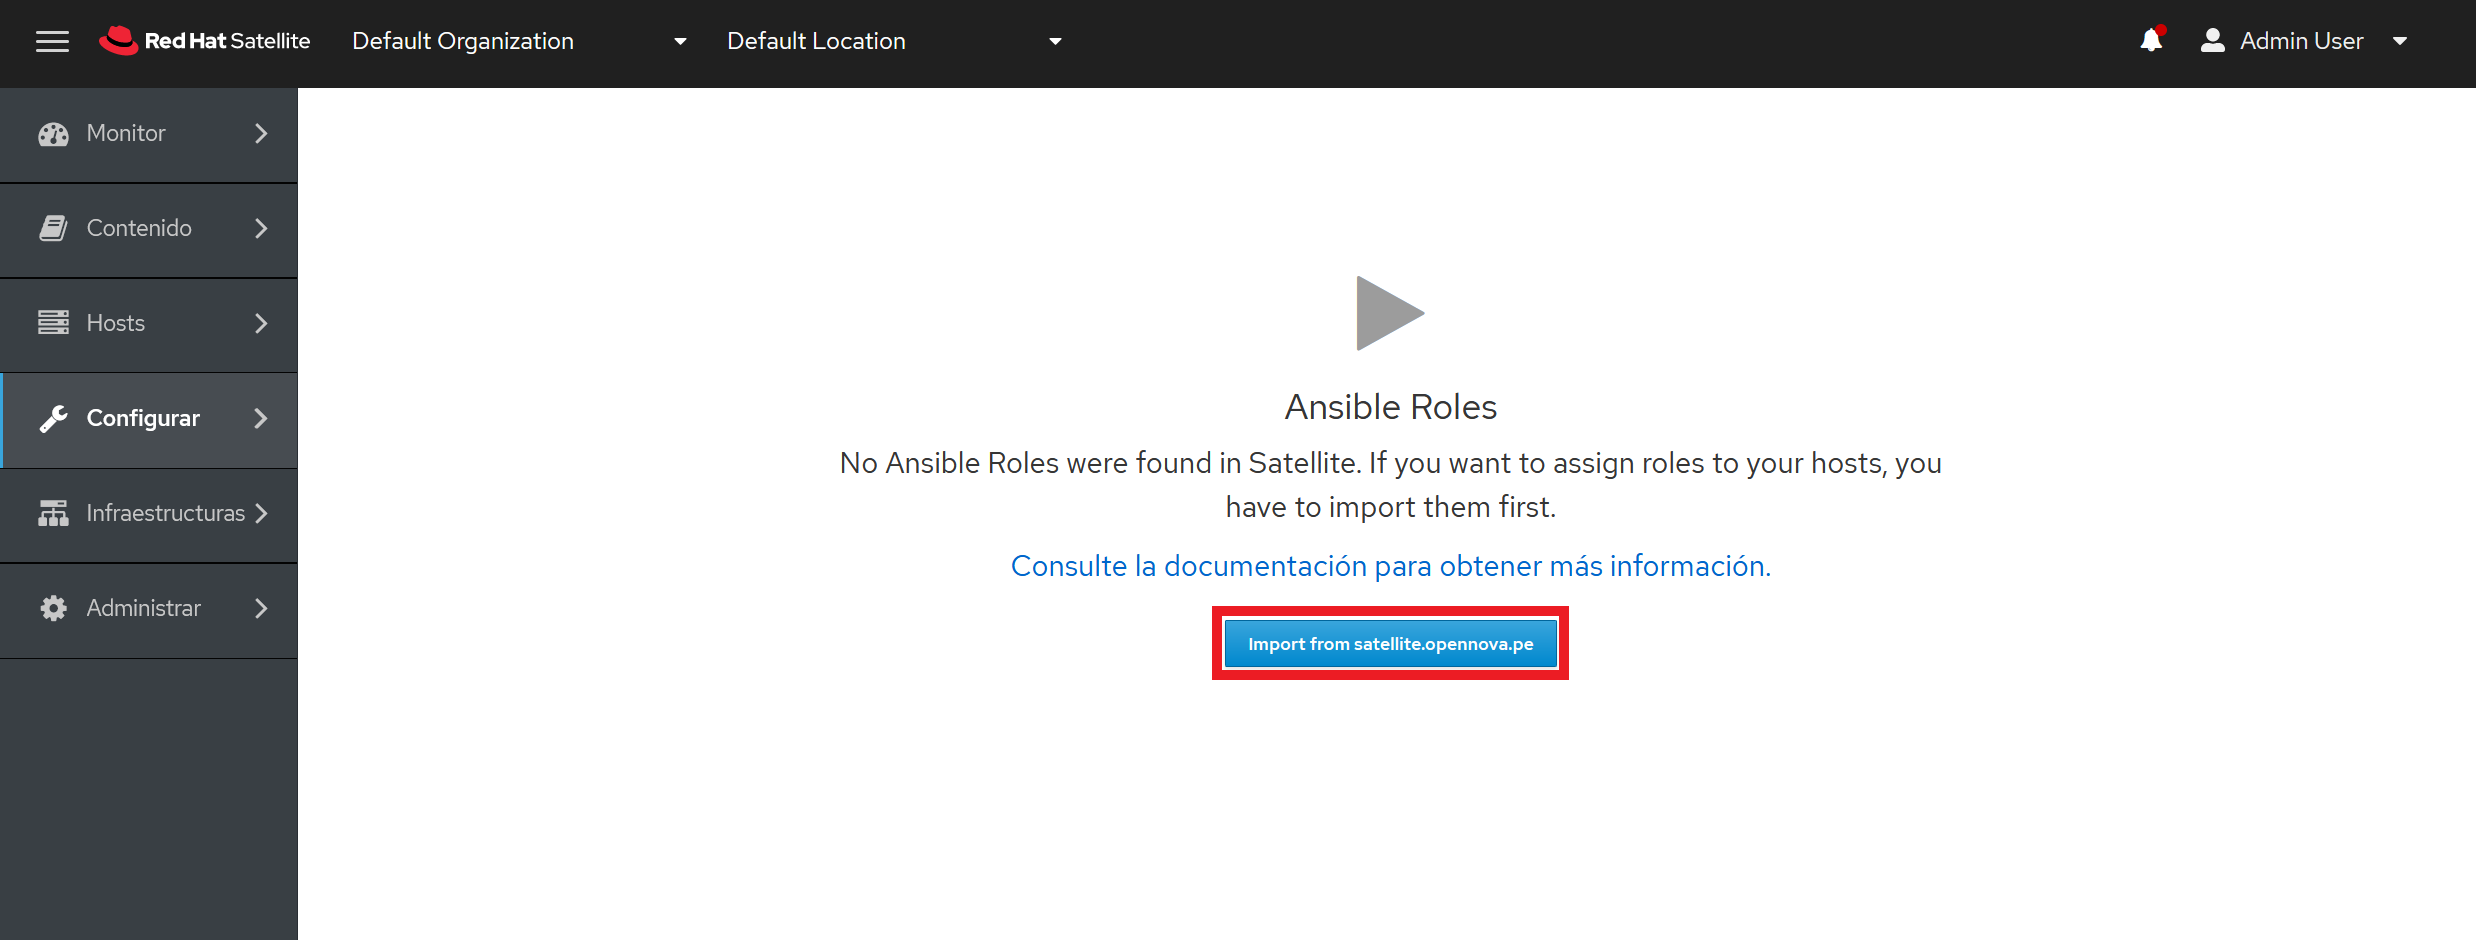 Red Hat Satellite Default Organization Default Location Admin User
Monitor
Contenido
Hosts
Configurar
Infraestructuras
Administrar
Ansible Roles
No Ansible Roles were found in Satellite. If you want to assign roles to your hosts, you
have to import them first.
Consulte la documentación para obtener más información.
Import from satellite.opennova.pe